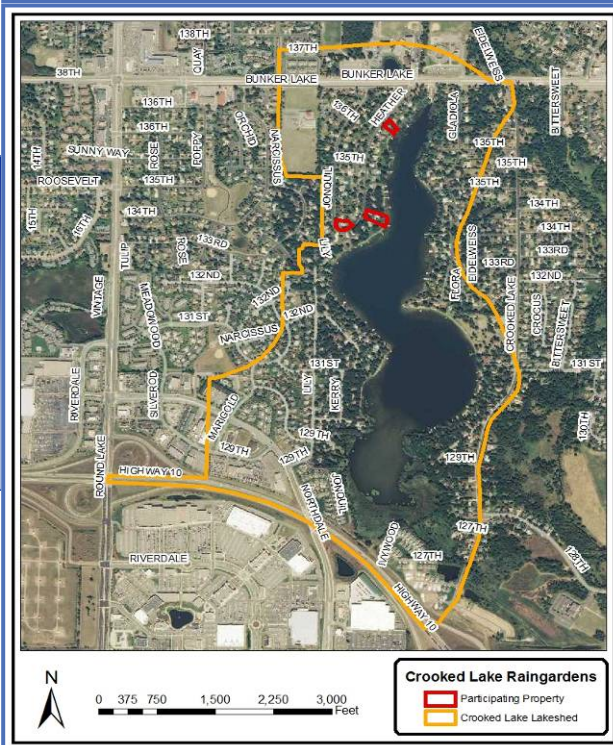 138TH
QUAY
137TH
EIDELWEISS
38TH
BUNKER LAKE
BUNKER LAKE
BITTERSWEET
136TH
136TH
HEATHER
GLADIOLA
ORCHID
NARCISSUS
136TH
SUNNY WAY
ROSE
POPPY
14TH
135TH
135TH
135TH
ROOSEVELT
135TH
JONQUIL
135TH
15TH
16TH
134TH
134TH
134TH
TULIP
ROSE
133RD
LILY
EIDELWEISS
133RD
133RD
VINTAGE
132ND
FLORA
CROOKED LAKE
132ND
MEADOWOOD
132ND
132ND
CROCUS
BITTERSWEET
131ST
NARCISSUS
RIVERDALE
SILVEROD
131ST
131ST
LILY
KERRY
MARIGOLD
129TH
130TH
129TH
129TH
129TH
ROUND LAKE
HIGHWAY 10
NORTHDALE
JONQUIL
127TH
IVYWOOD
127TH
128TH
RIVERDALE
HIGHWAY 10
N
0 375 750 1,500 2,250 3,000
Feet
Crooked Lake Raingardens
Participating Property
Crooked Lake Lakeshed